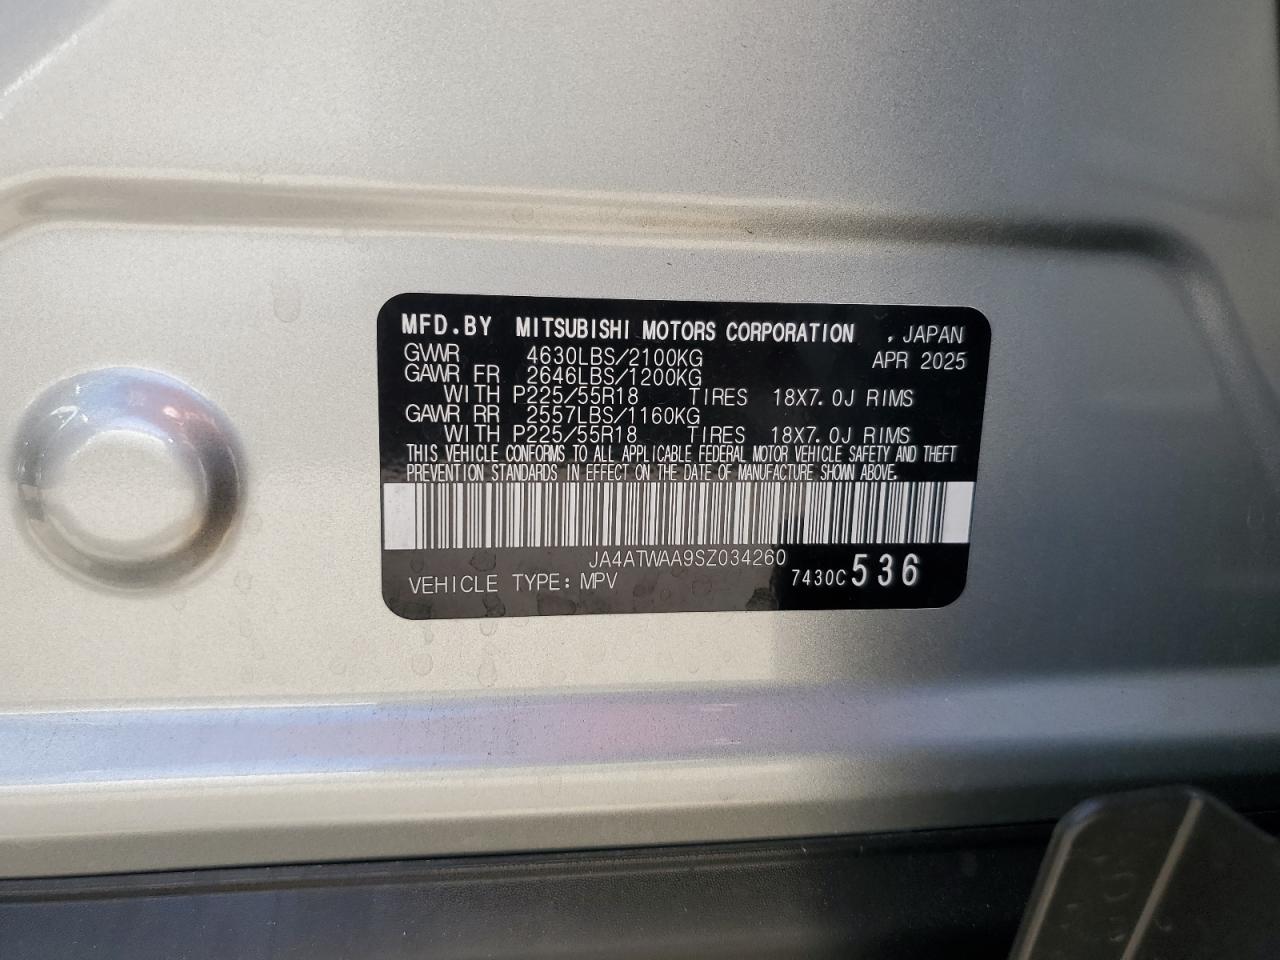 MFD.BY MITSUBISHI MOTORS CORPORATION , JAPAN
GVWR 4630LBS/2100KG APR 2025
GAWR FR 2646LBS/1200KG
WITH P225/55R18 TIRES 18X7.0J RIMS
GAWR RR 2557LBS/1160KG
WITH P225/55R18 TIRES 18X7.0J RIMS
THIS VEHICLE CONFORMS TO ALL APPLICABLE FEDERAL MOTOR VEHICLE SAFETY AND THEFT
PREVENTION STANDARDS IN EFFECT ON THE DATE OF MANUFACTURE SHOWN ABOVE.
JA4ATWAA9SZ034260
VEHICLE TYPE: MPV 7430C 536